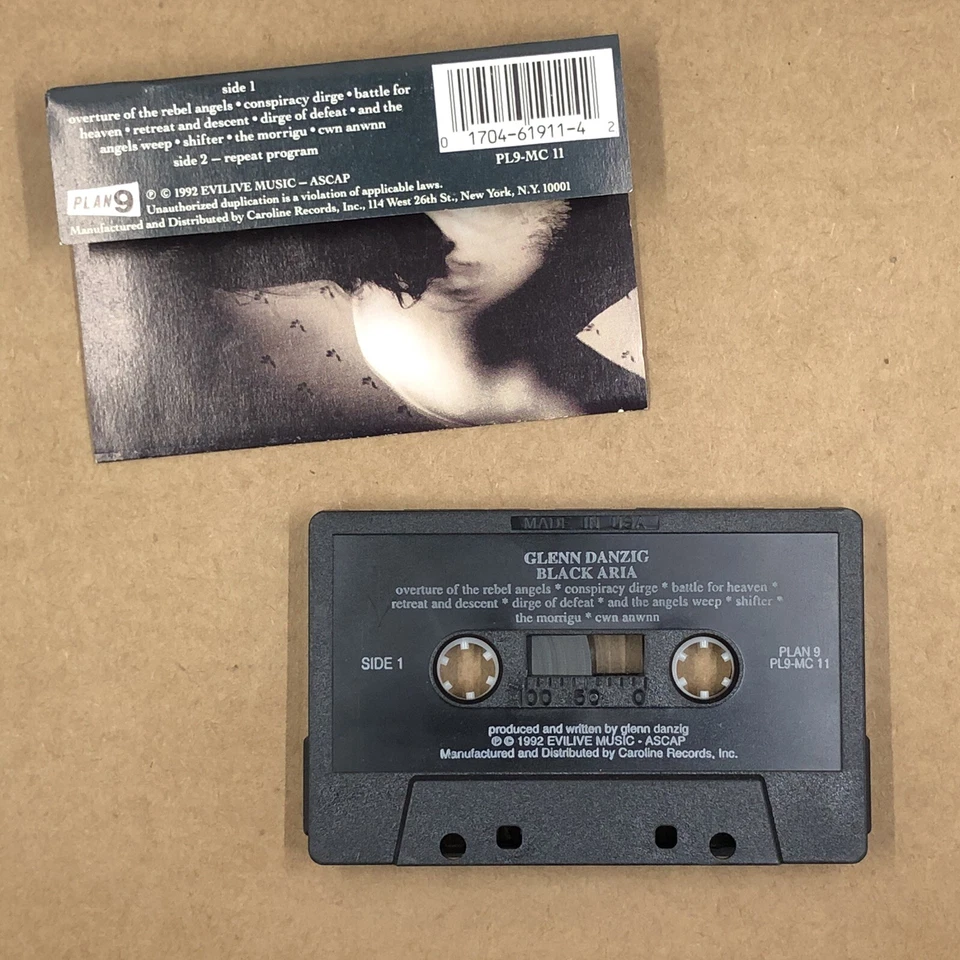 side 1
overture of the rebel angels • conspiracy dirge • battle for
heaven • retreat and descent • dirge of defeat • and the
angels weep • shifter • the morrigu • cwn anwnn
side 2 — repeat program
0 1704-61911-4 2
PL9-MC 11
PLAN 9
℗ © 1992 EVILIVE MUSIC — ASCAP
Unauthorized duplication is a violation of applicable laws.
Manufactured and Distributed by Caroline Records, Inc., 114 West 26th St., New York, N.Y. 10001
MADE IN USA
GLENN DANZIG
BLACK ARIA
overture of the rebel angels * conspiracy dirge * battle for heaven *
retreat and descent * dirge of defeat * and the angels weep * shifter *
the morrigu * cwn anwnn
SIDE 1
PLAN 9
PL9-MC 11
100 50 0
produced and written by glenn danzig
℗ © 1992 EVILIVE MUSIC - ASCAP
Manufactured and Distributed by Caroline Records, Inc.